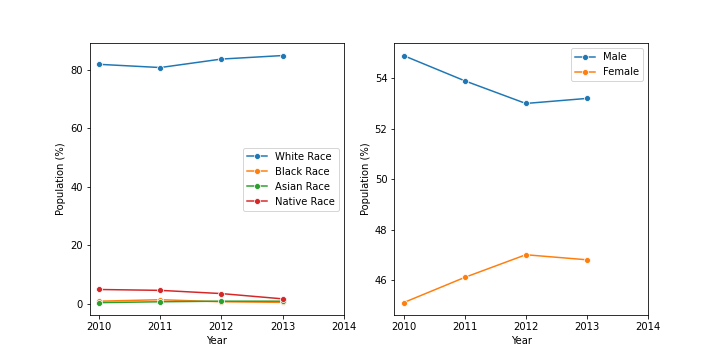 80
60
40
20
0
Population (%)
White Race
Black Race
Asian Race
Native Race
2010 2011 2012 2013 2014
Year
54
52
50
48
46
Population (%)
Male
Female
2010 2011 2012 2013 2014
Year